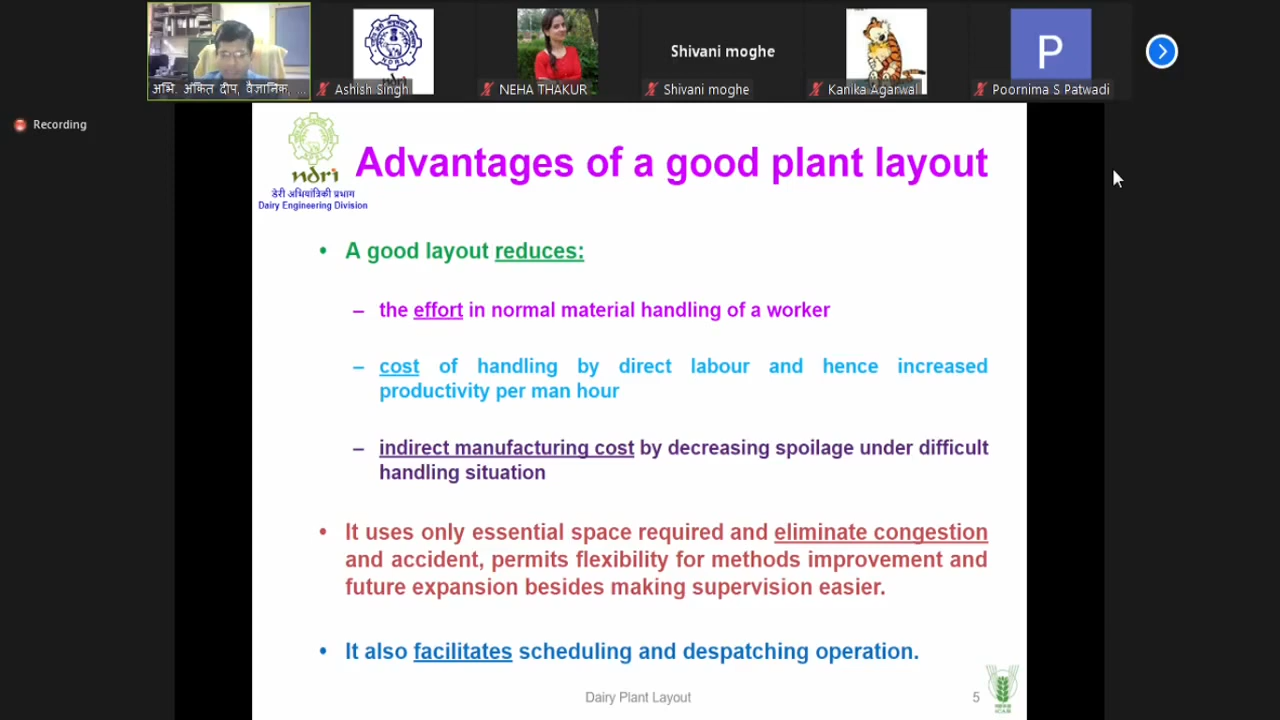 Shivani moghe
P
NDRI
अभि. अंकित दीप, वैज्ञानिक, ...
Ashish Singh
NEHA THAKUR
Shivani moghe
Kanika Agarwal
Poornima S Patwadi
Recording
ndri
डेरी अभियांत्रिकी प्रभाग
Dairy Engineering Division
Advantages of a good plant layout
• A good layout reduces:
– the effort in normal material handling of a worker
– cost of handling by direct labour and hence increased
productivity per man hour
– indirect manufacturing cost by decreasing spoilage under difficult
handling situation
• It uses only essential space required and eliminate congestion
and accident, permits flexibility for methods improvement and
future expansion besides making supervision easier.
• It also facilitates scheduling and despatching operation.
Dairy Plant Layout
5
ICAR